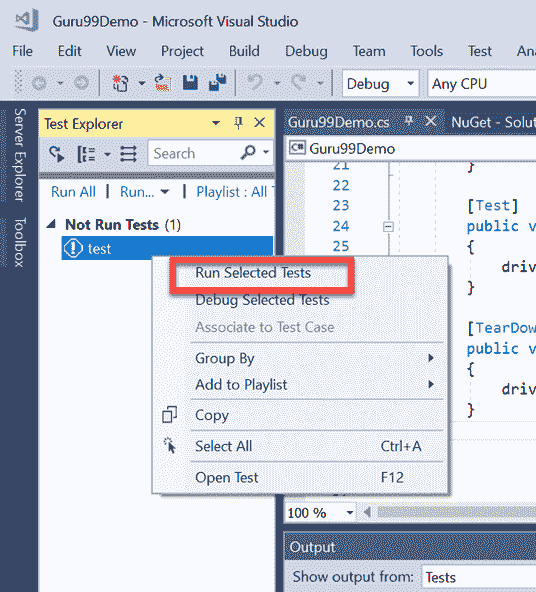 Guru99Demo - Microsoft Visual Studio
File Edit View Project Build Debug Team Tools Test
Debug Any CPU
Server Explorer
Toolbox
Test Explorer
Search
Run All Run... Playlist : All
Not Run Tests (1)
test
Run Selected Tests
Debug Selected Tests
Associate to Test Case
Group By
Add to Playlist
Copy
Select All Ctrl+A
Open Test F12
Guru99Demo.cs NuGet - Solu
C# Guru99Demo
21 }
22
23 [Test]
24 public v
25 {
driv
}
[TearDow
public v
{
driv
}
100 %
Output
Show output from: Tests